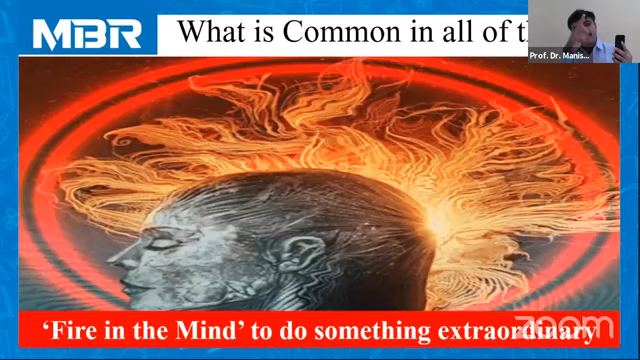 MBR
What is Common in all of th
Prof. Dr. Manis...
'Fire in the Mind' to do something extraordinary
zoom